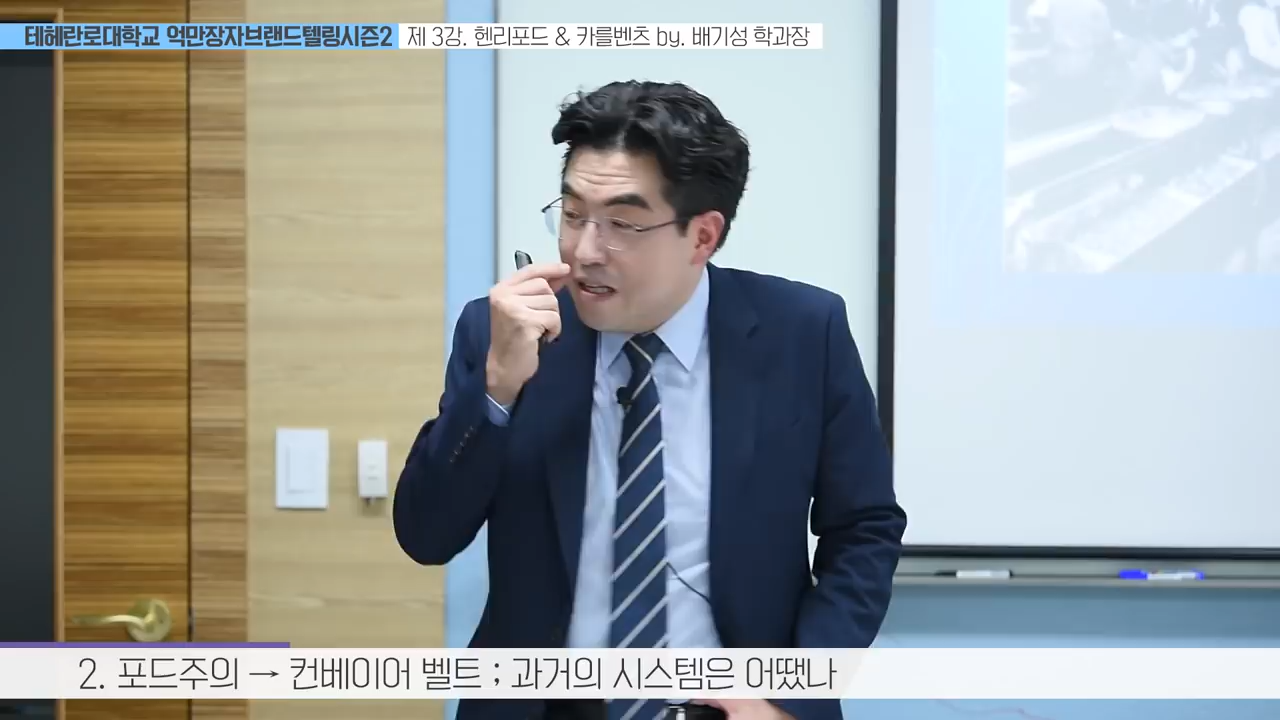 테헤란로대학교 억만장자브랜드텔링시즌2 제 3강. 헨리포드 & 카를벤츠 by. 배기성 학과장
2. 포드주의 → 컨베이어 벨트 ; 과거의 시스템은 어땠나